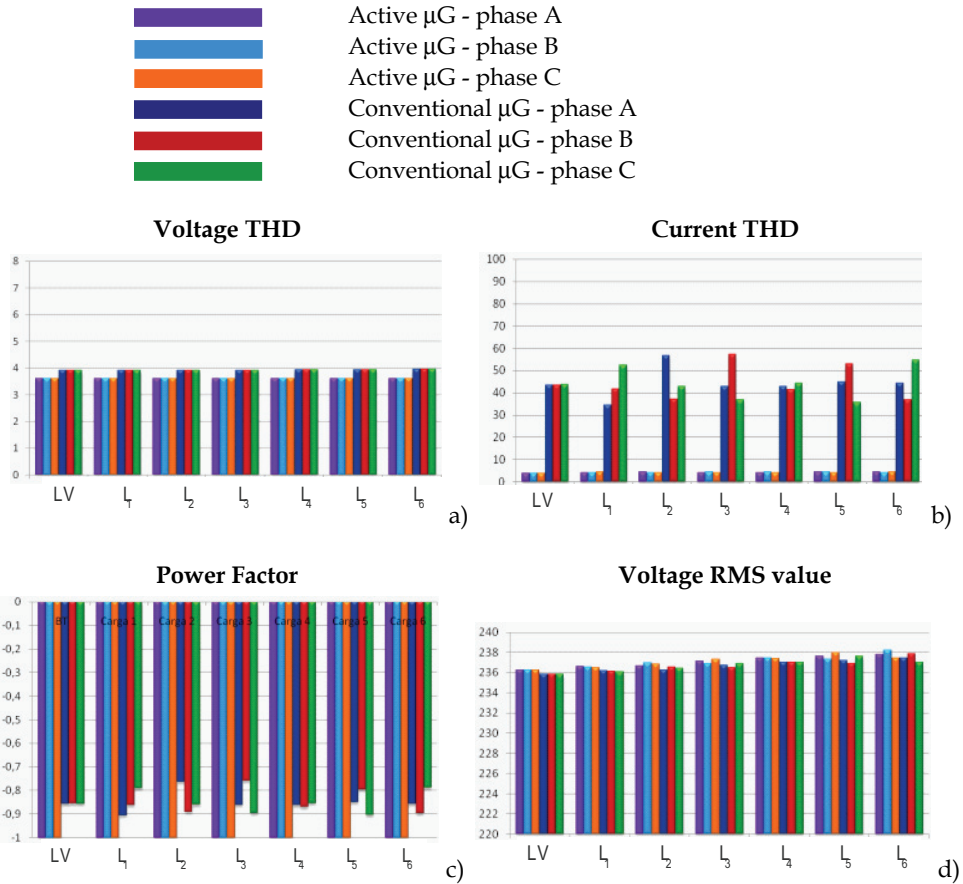 Active µG - phase A
Active µG - phase B
Active µG - phase C
Conventional µG - phase A
Conventional µG - phase B
Conventional µG - phase C
Voltage THD
8
7
6
5
4
3
2
1
0
LV L1 L2 L3 L4 L5 L6
a)
Current THD
100
90
80
70
60
50
40
30
20
10
0
LV L1 L2 L3 L4 L5 L6
b)
Power Factor
0
-0,1
-0,2
-0,3
-0,4
-0,5
-0,6
-0,7
-0,8
-0,9
-1
BT Carga 1 Carga 2 Carga 3 Carga 4 Carga 5 Carga 6
LV L1 L2 L3 L4 L5 L6
c)
Voltage RMS value
240
238
236
234
232
230
228
226
224
222
220
LV L1 L2 L3 L4 L5 L6
d)